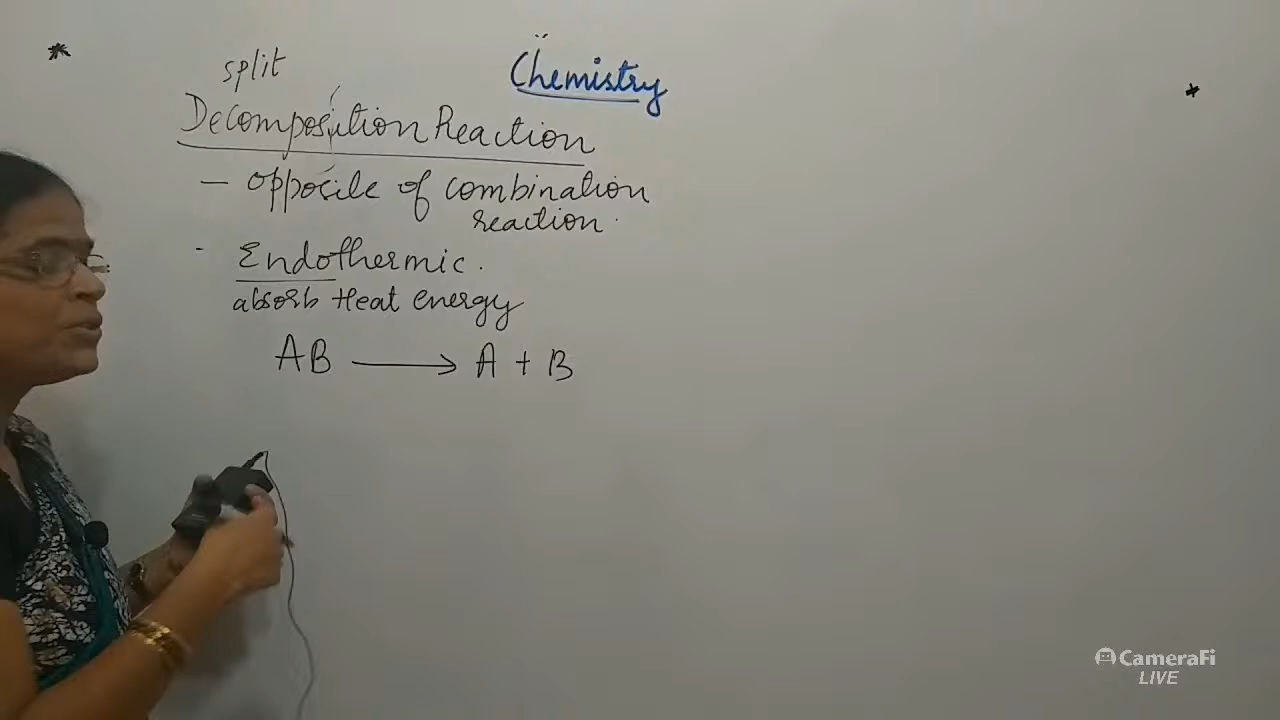 Chemistry
split
Decomposition Reaction
– opposite of combination
reaction.
- Endothermic.
absorb Heat energy
AB ⟶ A + B
CameraFi
LIVE